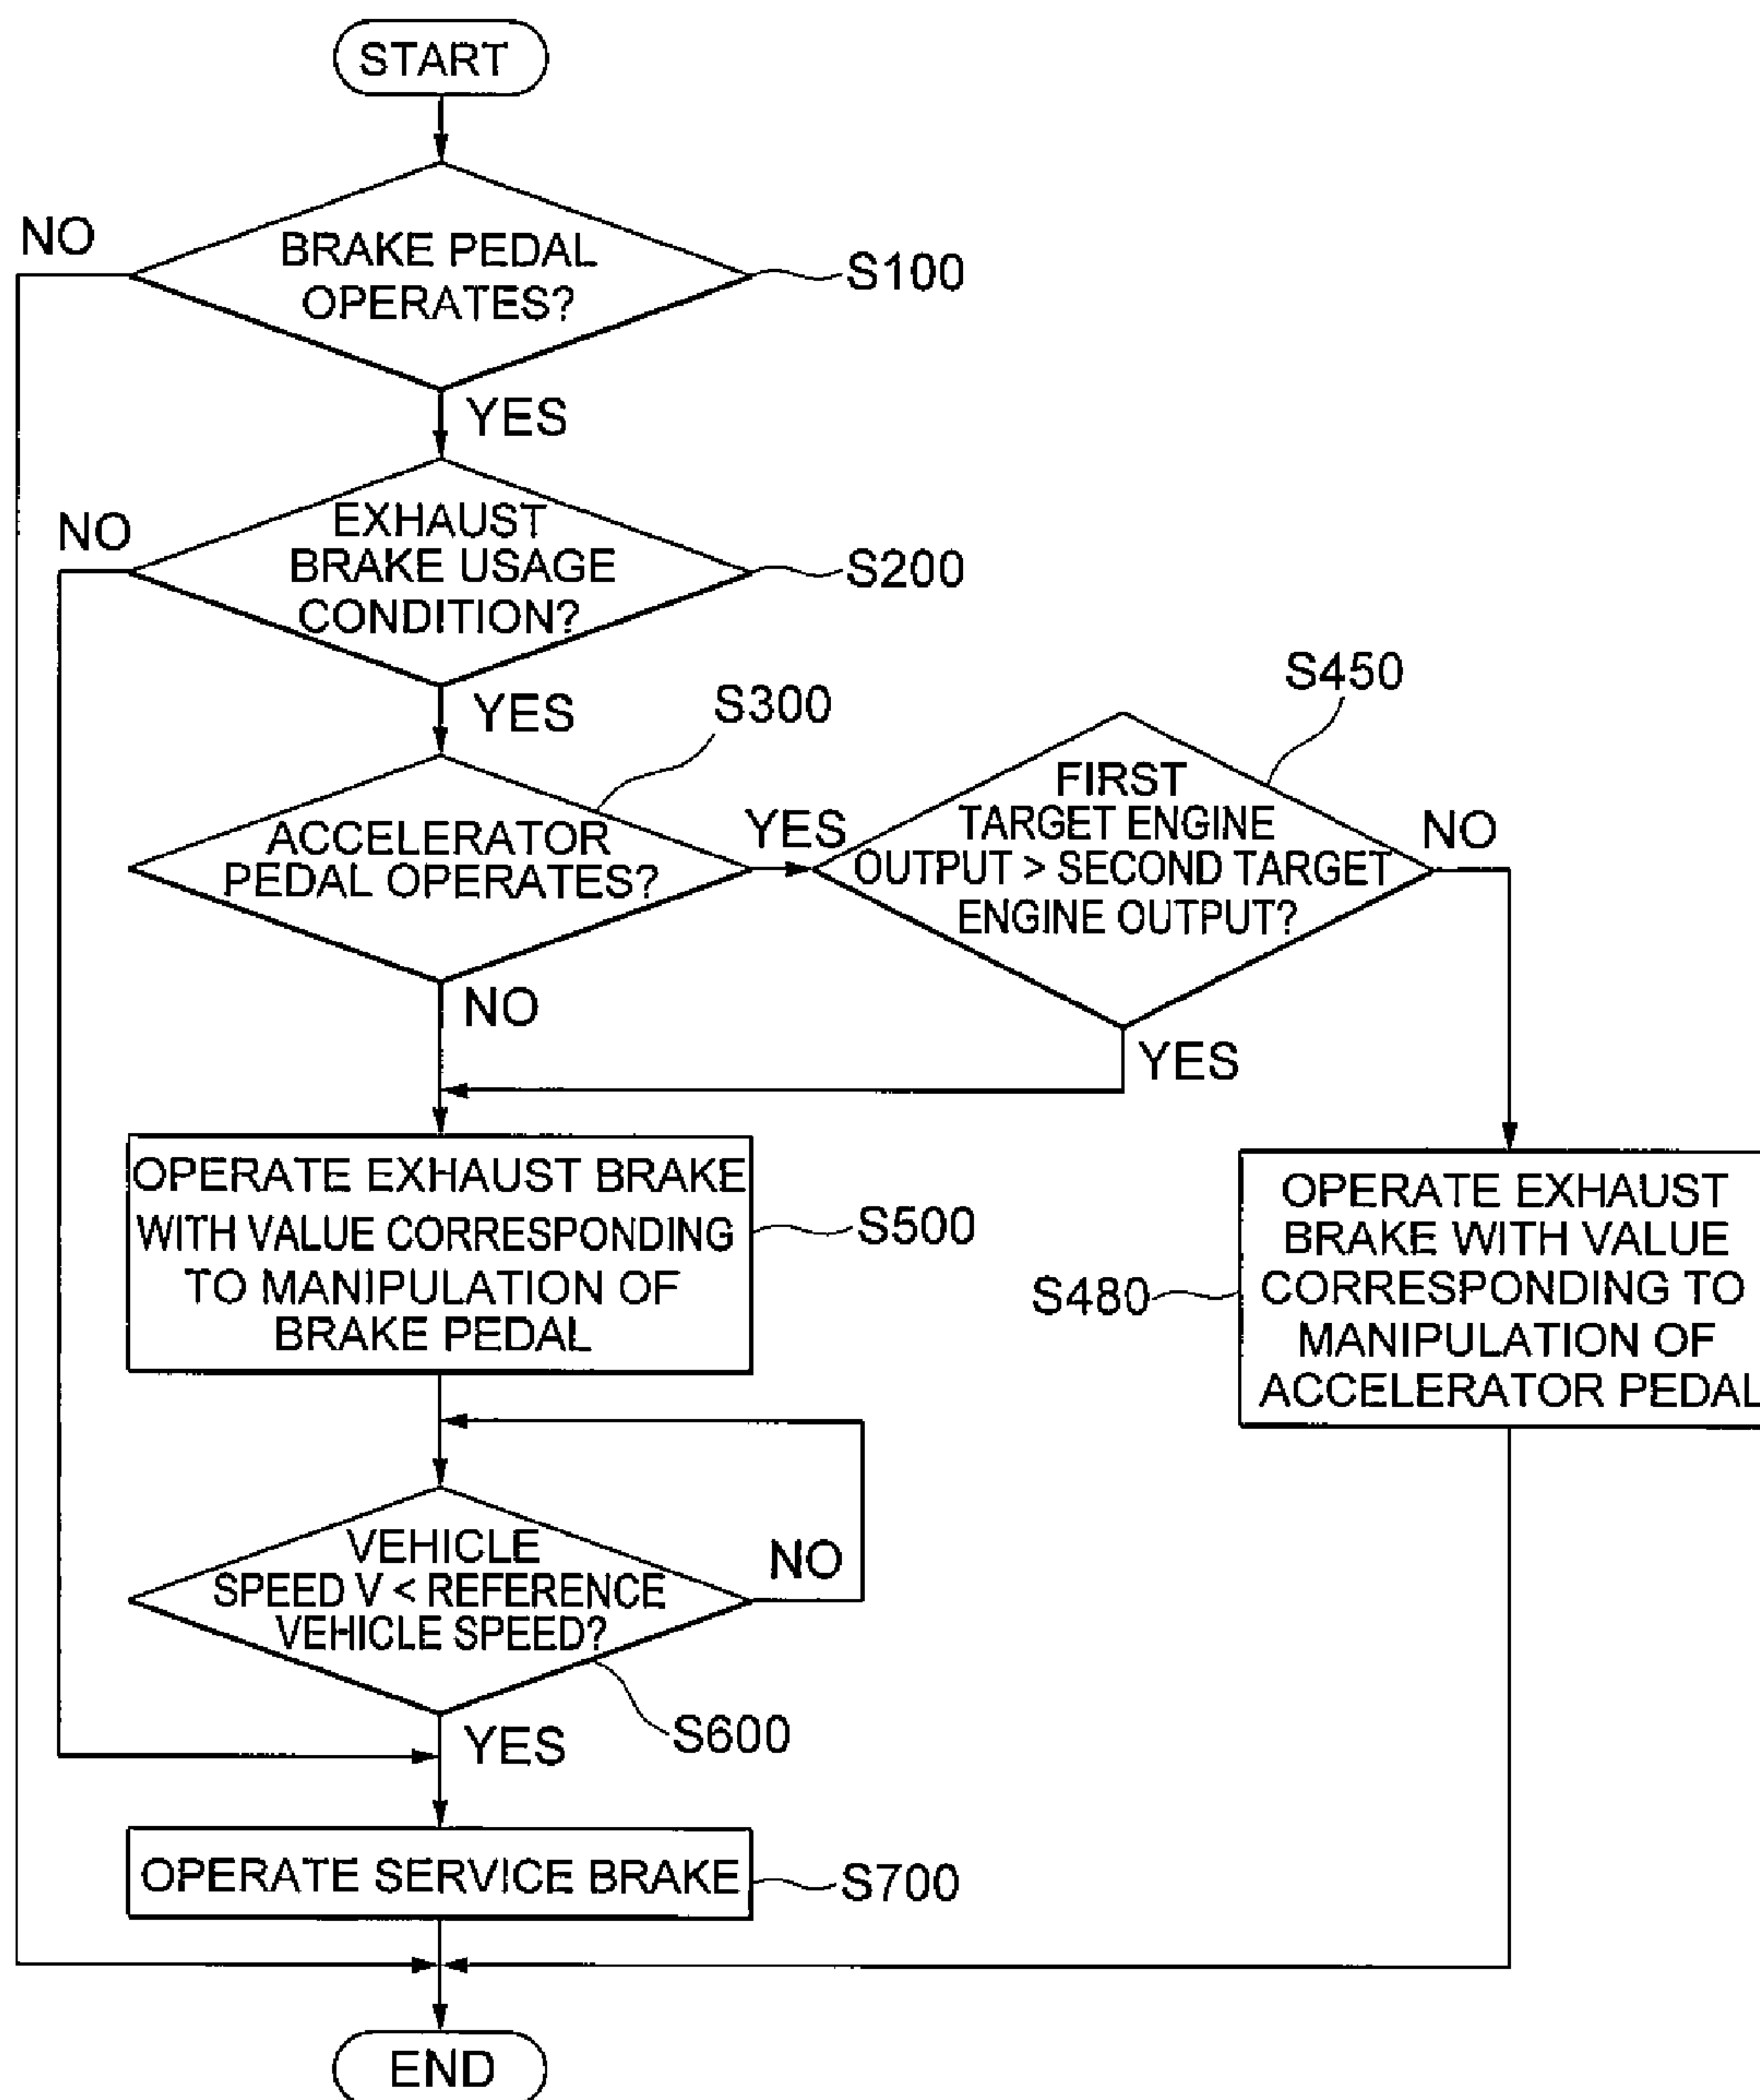 START
NO
BRAKE PEDAL
OPERATES?
S100
YES
NO
EXHAUST
BRAKE USAGE
CONDITION?
S200
YES
S300
ACCELERATOR
PEDAL OPERATES?
YES
NO
S450
FIRST
TARGET ENGINE
OUTPUT > SECOND TARGET
ENGINE OUTPUT?
NO
YES
OPERATE EXHAUST BRAKE
WITH VALUE CORRESPONDING
TO MANIPULATION OF
BRAKE PEDAL
S500
S480
OPERATE EXHAUST
BRAKE WITH VALUE
CORRESPONDING TO
MANIPULATION OF
ACCELERATOR PEDAL
VEHICLE
SPEED V < REFERENCE
VEHICLE SPEED?
NO
S600
YES
OPERATE SERVICE BRAKE
S700
END